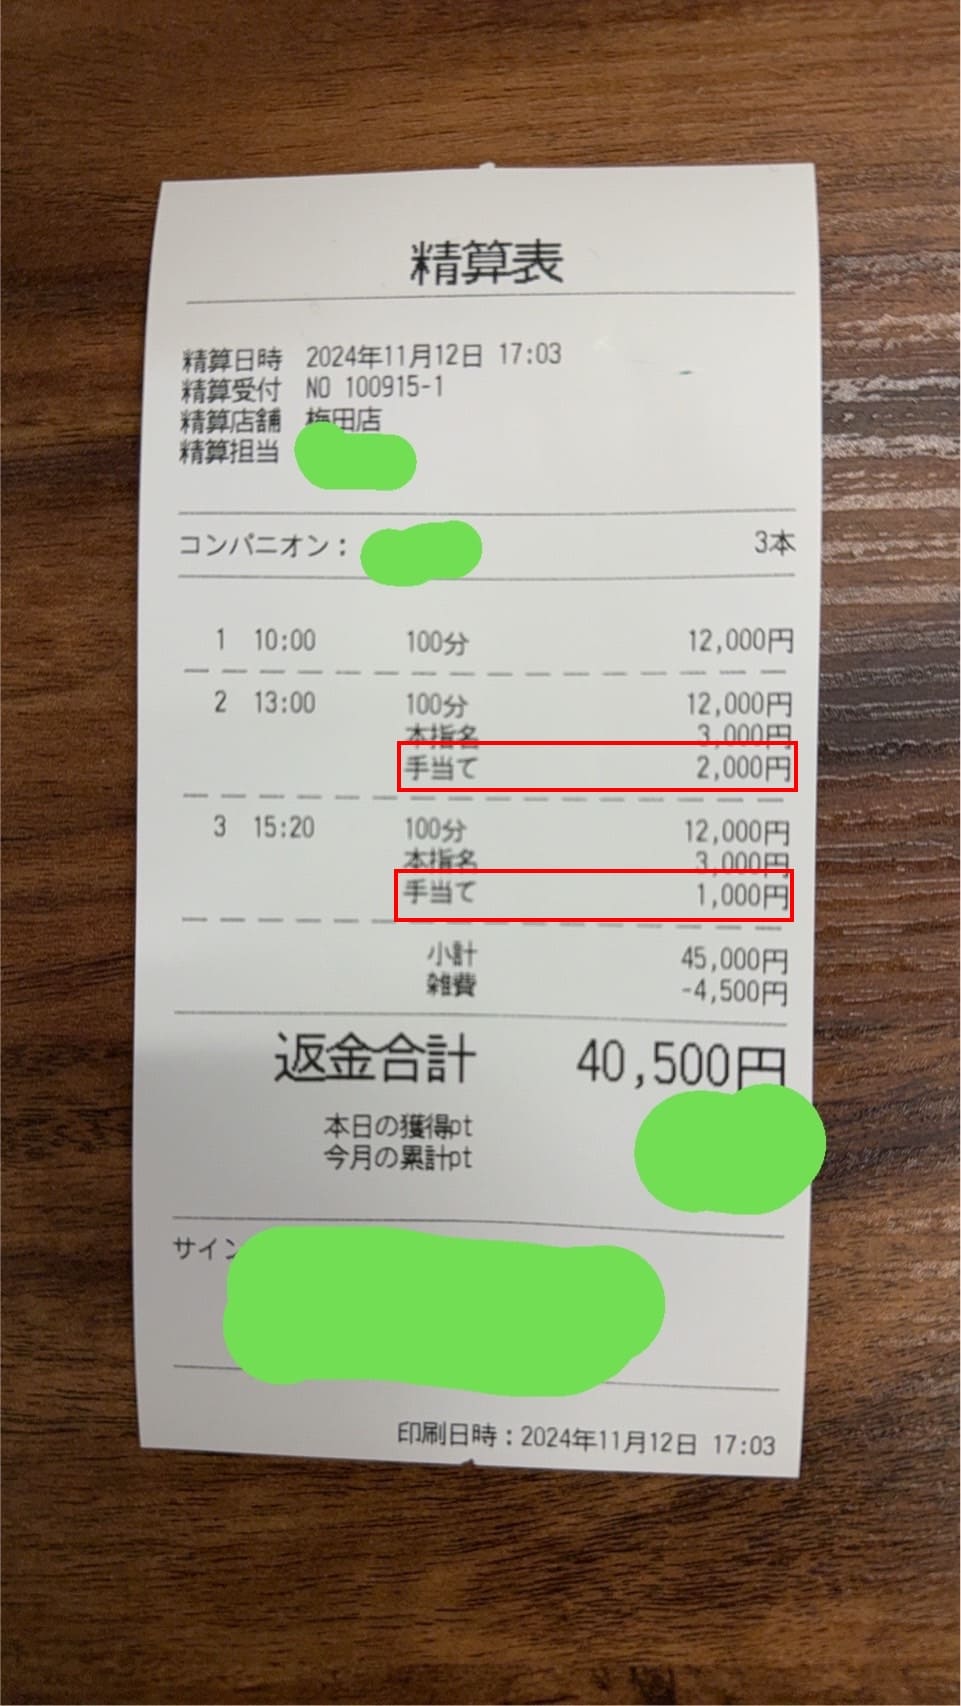 精算表
精算日時 2024年11月12日 17:03
精算受付 NO 100915-1
精算店舗 梅田店
精算担当
コンパニオン： 3本
1 10:00 100分 12,000円
2 13:00 100分 12,000円
本指名 3,000円
手当て 2,000円
3 15:20 100分 12,000円
本指名 3,000円
手当て 1,000円
小計 45,000円
雑費 -4,500円
返金合計 40,500円
本日の獲得pt
今月の累計pt
サイン
印刷日時：2024年11月12日 17:03